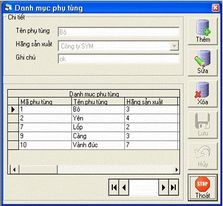 Danh mục phụ tùng
Chi tiết
Tên phụ tùng
Bô
Hãng sản xuất
Công ty SYM
Ghi chú
ok
Thêm
Sửa
Xóa
Lưu
Hủy
STOP
Thoát
Danh mục phụ tùng
Mã phụ tùng Tên phụ tùng Hãng sản xuất
1 Bô 3
2 Yên 4
7 Lốp 2
9 Càng 3
10 Vành đúc 7